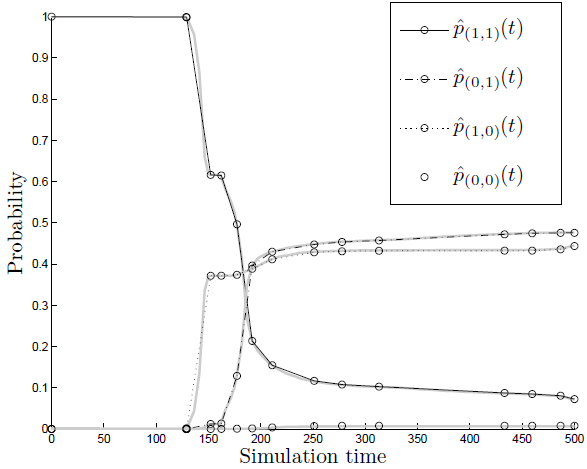 1
0.9
0.8
0.7
0.6
0.5
0.4
0.3
0.2
0.1
0
0 50 100 150 200 250 300 350 400 450 500
Probability
Simulation time
p̂(1,1)(t)
p̂(0,1)(t)
p̂(1,0)(t)
p̂(0,0)(t)